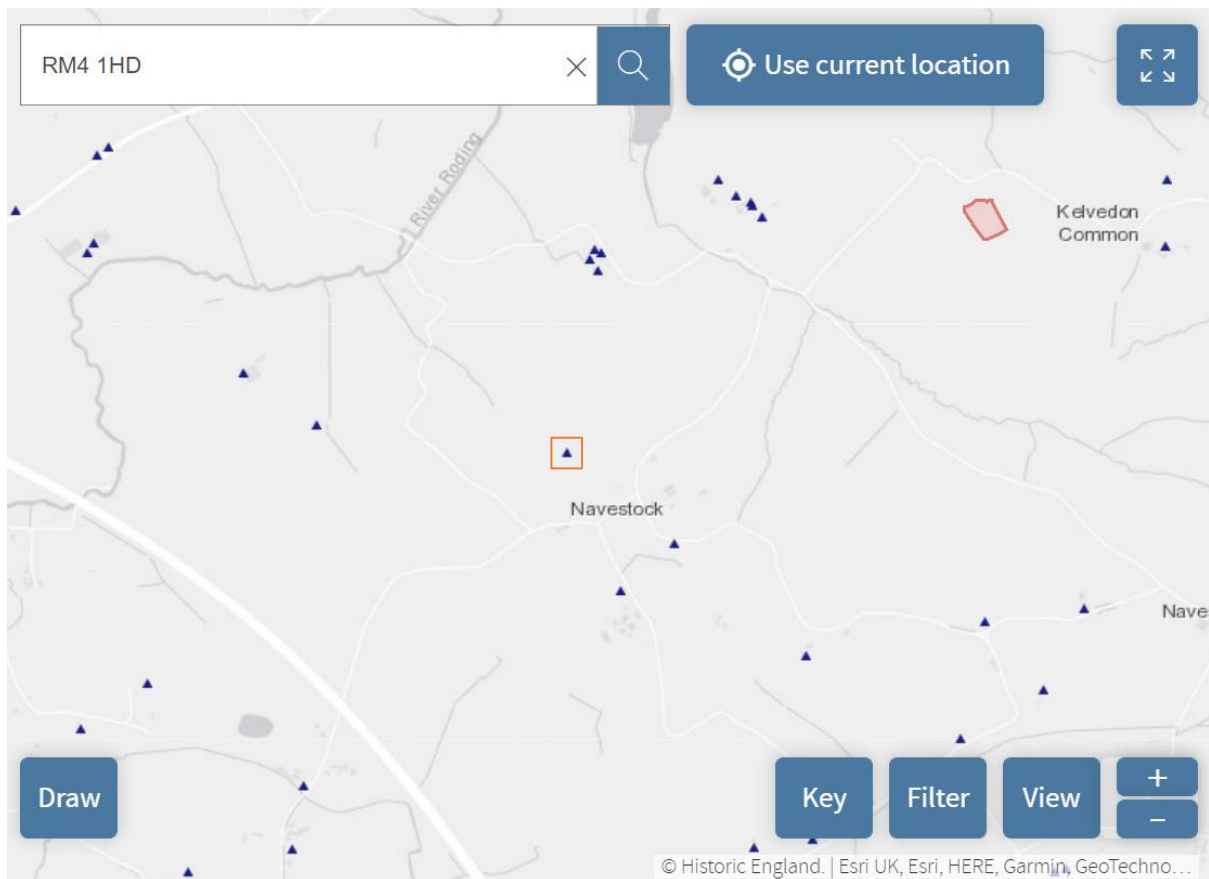 RM4 1HD
Use current location
River Roding
Kelvedon
Common
Navestock
Naves
Draw
Key
Filter
View
+
−
© Historic England. | Esri UK, Esri, HERE, Garmin, GeoTechno...